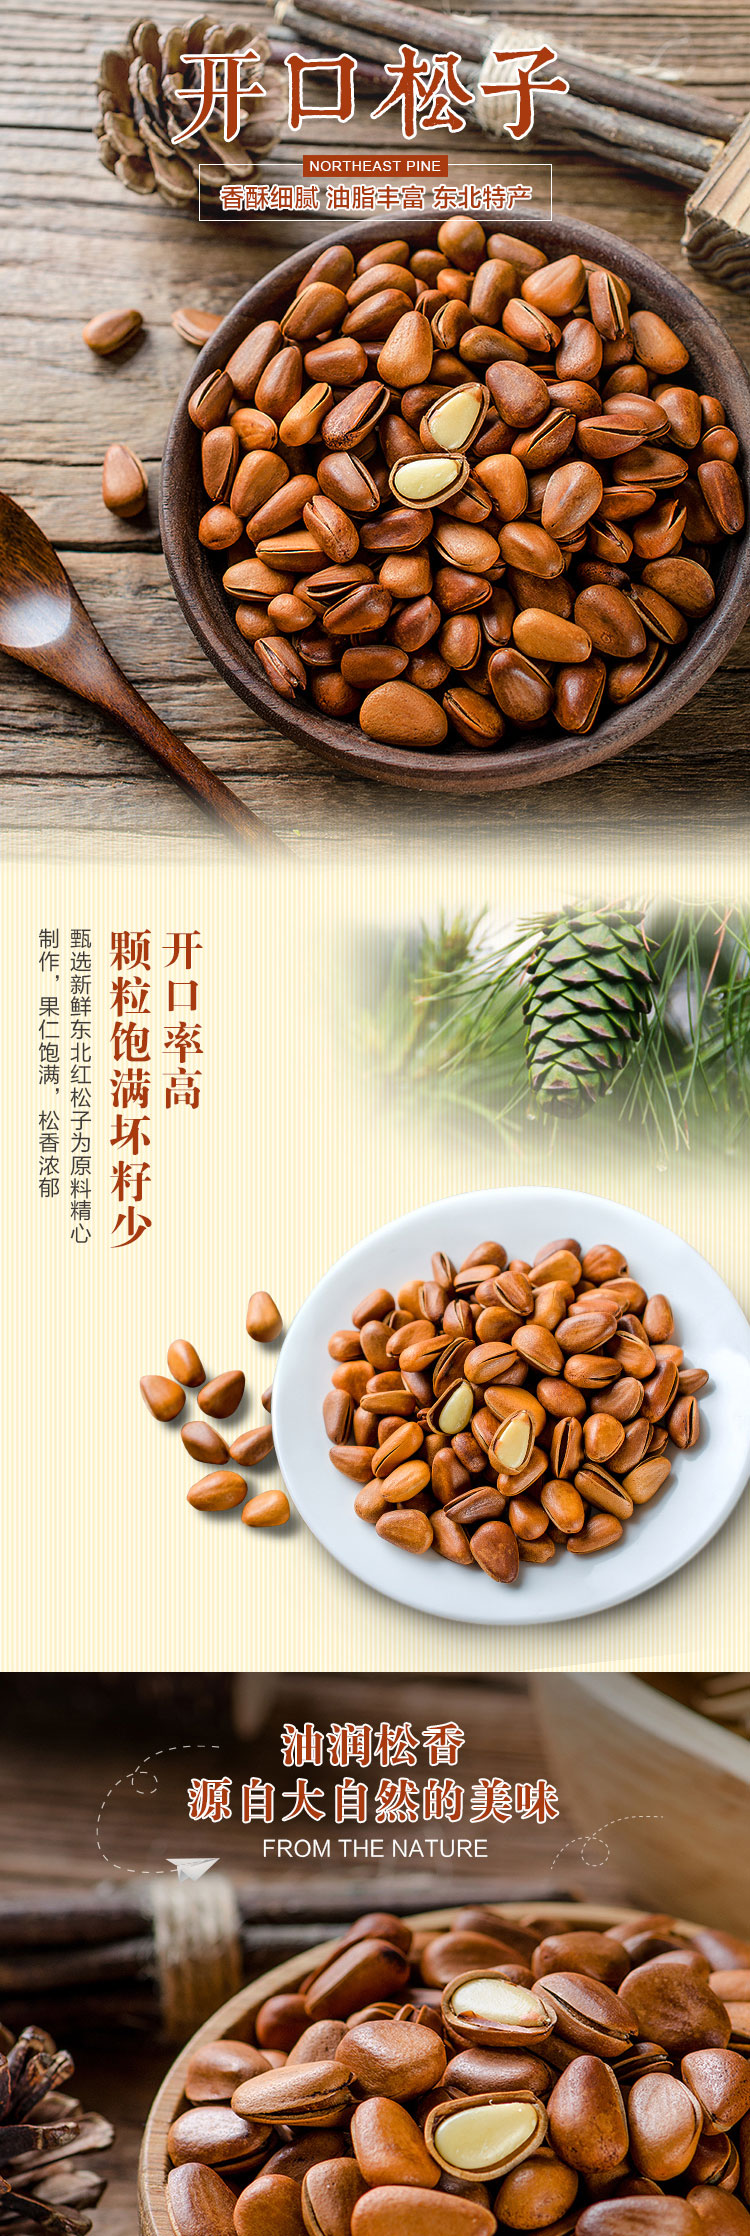 开口松子
NORTHEAST PINE
香酥细腻 油脂丰富 东北特产
开口率高
颗粒饱满坏籽少
甄选新鲜东北红松子为原料精心
制作，果仁饱满，松香浓郁
油润松香
源自大自然的美味
FROM THE NATURE